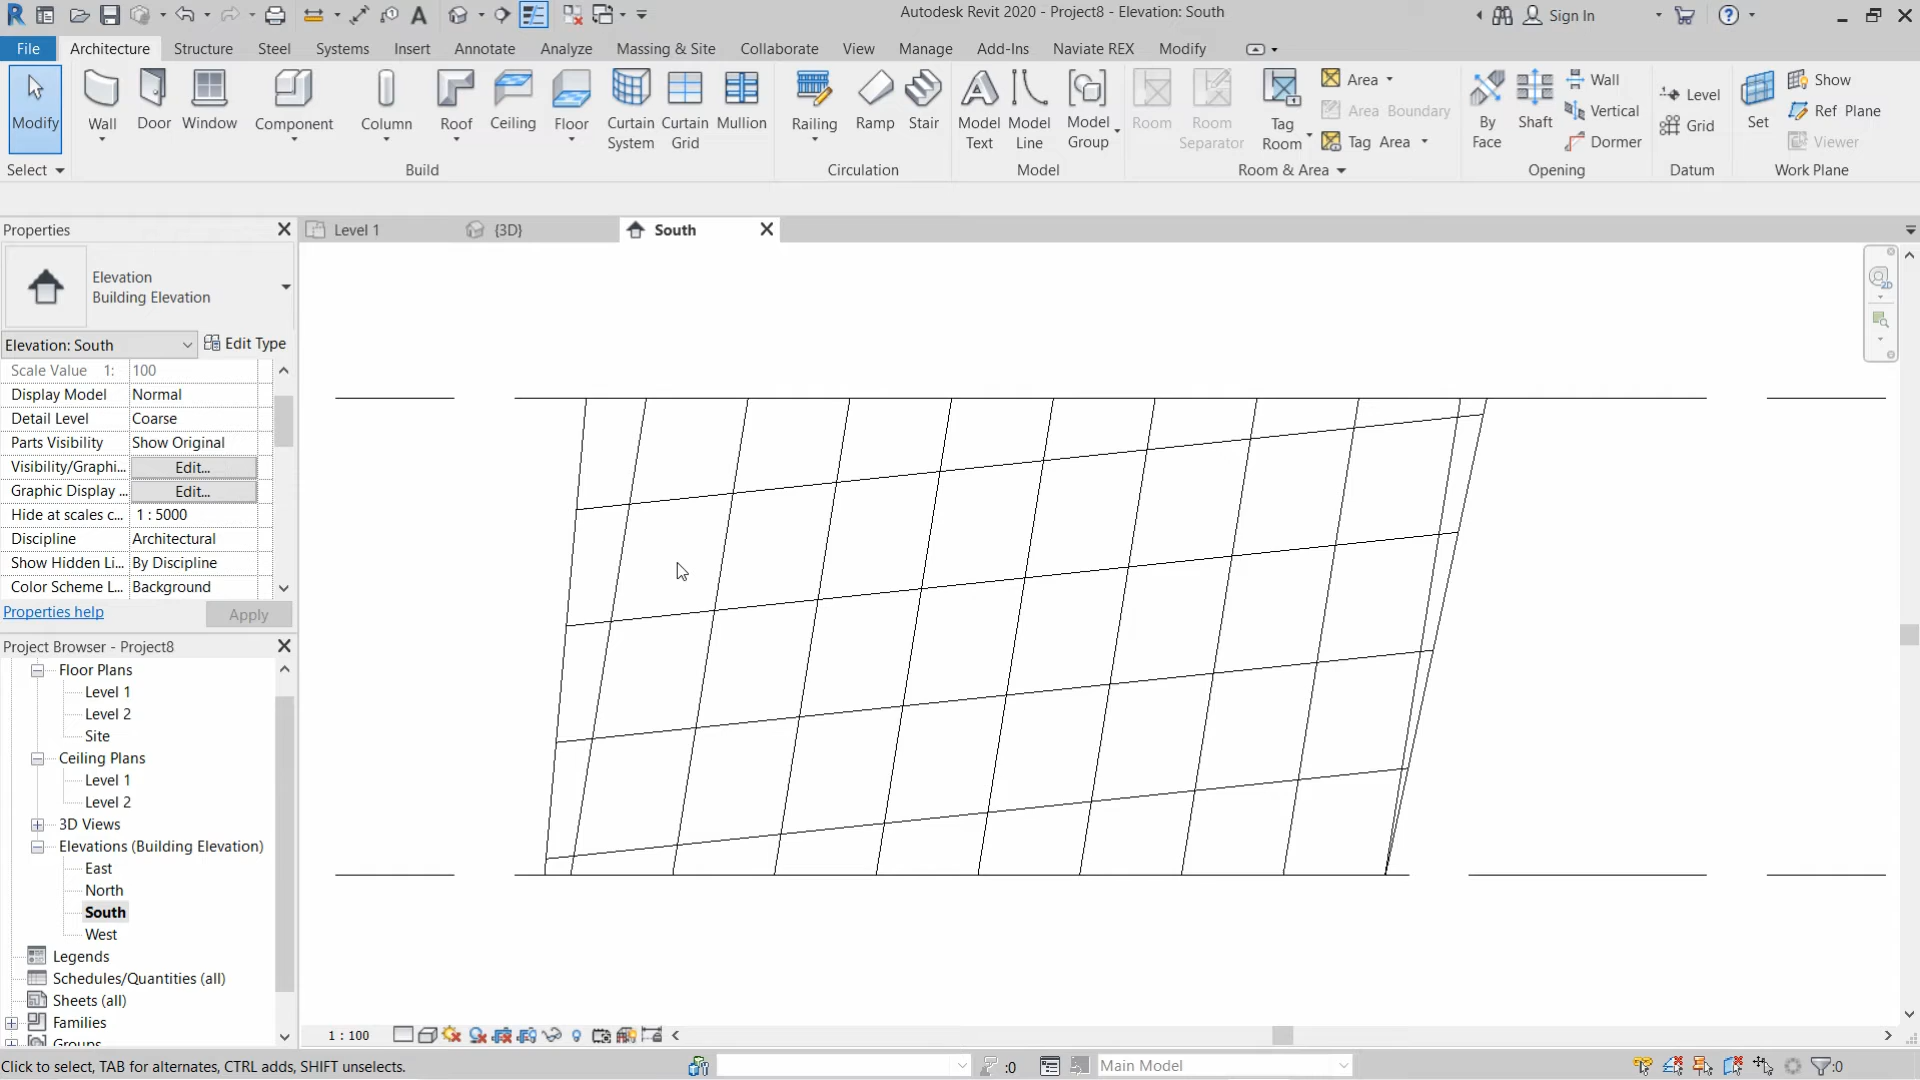 Autodesk Revit 2020 - Project8 - Elevation: South
Sign In
File
Architecture
Structure
Steel
Systems
Insert
Annotate
Analyze
Massing & Site
Collaborate
View
Manage
Add-Ins
Naviate REX
Modify
Modify
Wall
Door
Window
Component
Column
Roof
Ceiling
Floor
Curtain System
Curtain Grid
Mullion
Railing
Ramp
Stair
Model Text
Model Line
Model Group
Room
Room Separator
Tag Room
Area
Area Boundary
Tag Area
By Face
Shaft
Wall
Vertical
Dormer
Level
Grid
Set
Show
Ref Plane
Viewer
Select
Build
Circulation
Model
Room & Area
Opening
Datum
Work Plane
Properties
Level 1
{3D}
South
Elevation
Building Elevation
Elevation: South
Edit Type
Scale Value 1: 100
Display Model Normal
Detail Level Coarse
Parts Visibility Show Original
Visibility/Graphi... Edit...
Graphic Display ... Edit...
Hide at scales c... 1 : 5000
Discipline Architectural
Show Hidden Li... By Discipline
Color Scheme L... Background
Properties help
Apply
Project Browser - Project8
Floor Plans
Level 1
Level 2
Site
Ceiling Plans
Level 1
Level 2
3D Views
Elevations (Building Elevation)
East
North
South
West
Legends
Schedules/Quantities (all)
Sheets (all)
Families
Groups
2D
1 : 100
Click to select, TAB for alternates, CTRL adds, SHIFT unselects.
:0
Main Model
:0